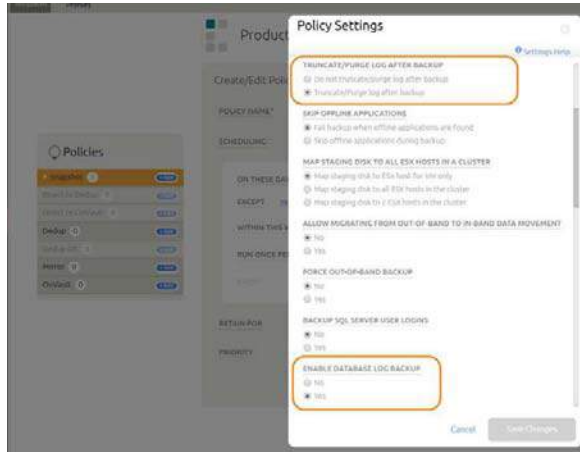 Product
Create/Edit Poli
POLICY NAME*
SCHEDULING
ON THESE DA
EXCEPT
WITHIN THIS
RUN ONCE PE
RETAIN FOR
PRIORITY
Policies
Snapshot
Direct to Dedup 0
Dedup 0
Mirror 0
OnVault 0
Policy Settings
Settings Help
TRUNCATE/PURGE LOG AFTER BACKUP
Do not truncate/purge log after backup
Truncate/Purge log after backup
SKIP OFFLINE APPLICATIONS
Fail backup when offline applications are found
Skip offline applications during backup
MAP STAGING DISK TO ALL ESX HOSTS IN A CLUSTER
Map staging disk to ESX host for VM only
Map staging disk to all ESX hosts in the cluster
Map staging disk to 2 ESX hosts in the cluster
ALLOW MIGRATING FROM OUT-OF-BAND TO IN-BAND DATA MOVEMENT
No
Yes
FORCE OUT-OF-BAND BACKUP
No
Yes
BACKUP SQL SERVER USER LOGINS
No
Yes
ENABLE DATABASE LOG BACKUP
No
Yes
Cancel
Save Changes